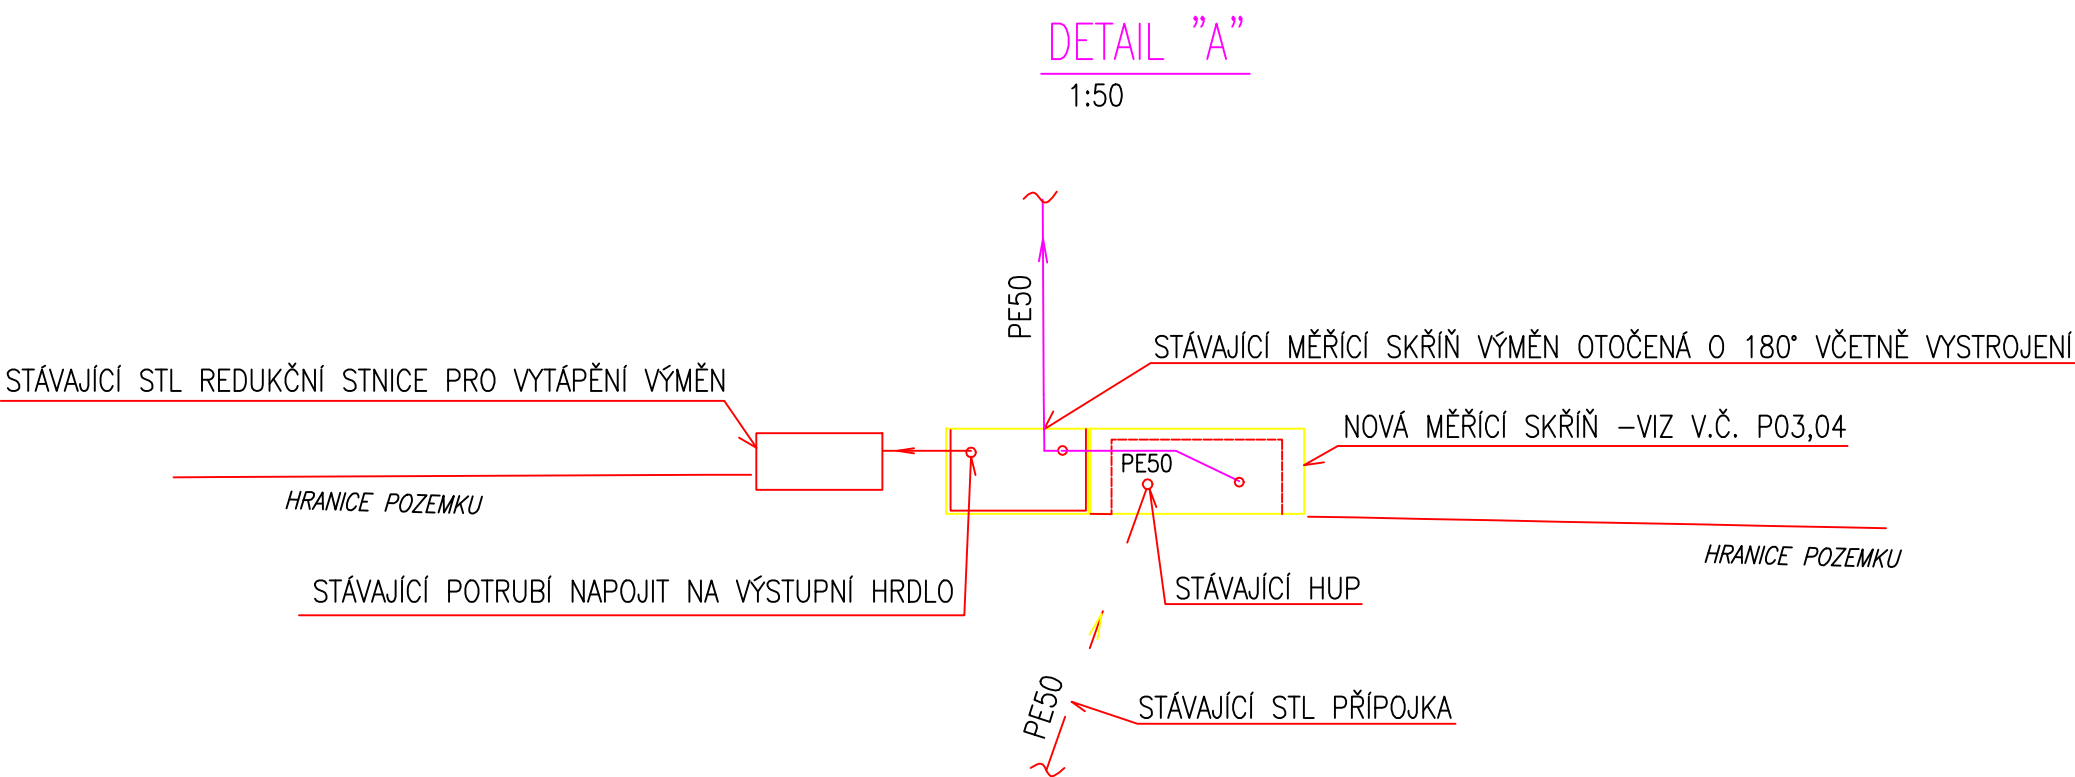 DETAIL "A"
1:50
PE50
STÁVAJÍCÍ MĚŘÍCÍ SKŘÍŇ VÝMĚN OTOČENÁ O 180° VČETNĚ VYSTROJENÍ
STÁVAJÍCÍ STL REDUKČNÍ STNICE PRO VYTÁPĚNÍ VÝMĚN
NOVÁ MĚŘÍCÍ SKŘÍŇ -VIZ V.Č. P03,04
PE50
HRANICE POZEMKU
HRANICE POZEMKU
STÁVAJÍCÍ POTRUBÍ NAPOJIT NA VÝSTUPNÍ HRDLO
STÁVAJÍCÍ HUP
PE50
STÁVAJÍCÍ STL PŘÍPOJKA